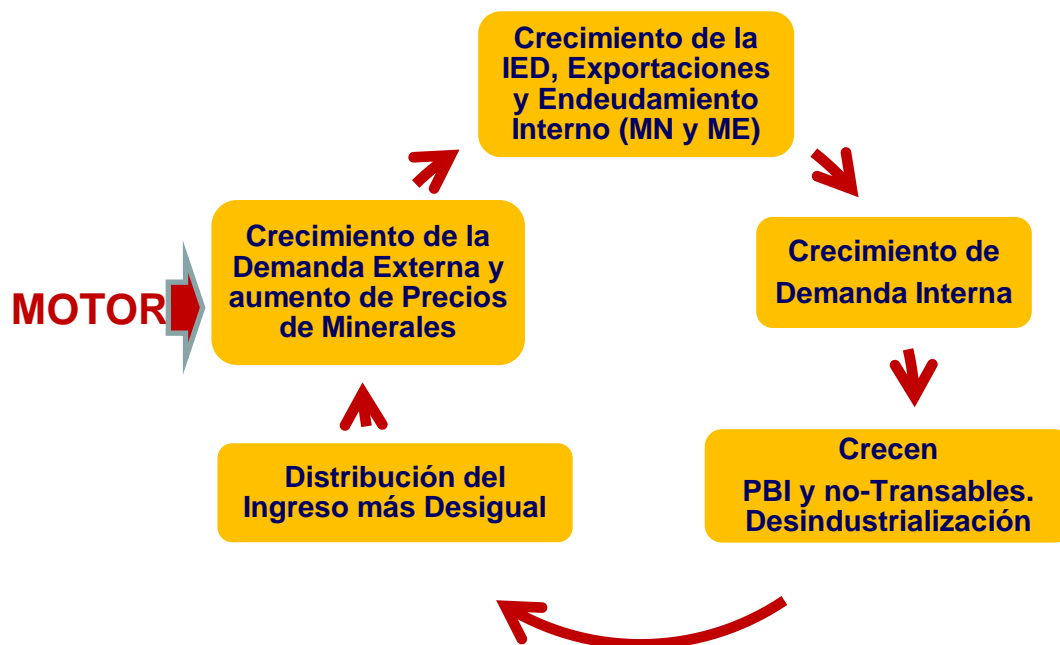 Crecimiento de la
IED, Exportaciones
y Endeudamiento
Interno (MN y ME)
MOTOR
Crecimiento de la
Demanda Externa y
aumento de Precios
de Minerales
Crecimiento de
Demanda Interna
Distribución del
Ingreso más Desigual
Crecen
PBI y no-Transables.
Desindustrialización